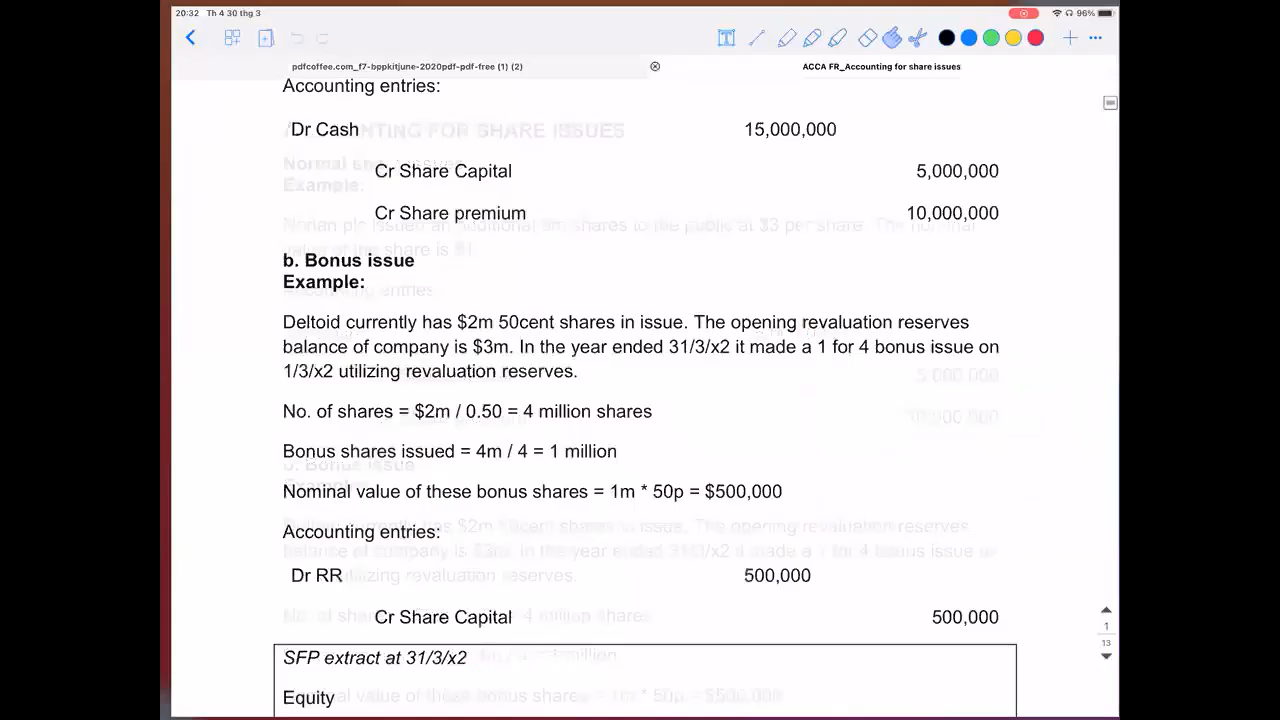 20:32 Th 4 30 thg 3
96%
pdfcoffee.com_f7-bppkitjune-2020pdf-pdf-free (1) (2)
ACCA FR_Accounting for share issues
Accounting entries:
Dr Cash 15,000,000
Cr Share Capital 5,000,000
Cr Share premium 10,000,000
b. Bonus issue
Example:
Deltoid currently has $2m 50cent shares in issue. The opening revaluation reserves
balance of company is $3m. In the year ended 31/3/x2 it made a 1 for 4 bonus issue on
1/3/x2 utilizing revaluation reserves.
No. of shares = $2m / 0.50 = 4 million shares
Bonus shares issued = 4m / 4 = 1 million
Nominal value of these bonus shares = 1m * 50p = $500,000
Accounting entries:
Dr RR 500,000
Cr Share Capital 500,000
SFP extract at 31/3/x2
Equity
1
13